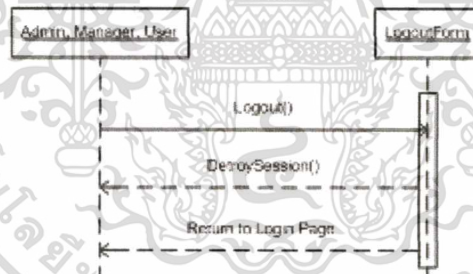 Admin, Manager, User
LogoutForm
Logout()
DetroySession()
Return to Login Page